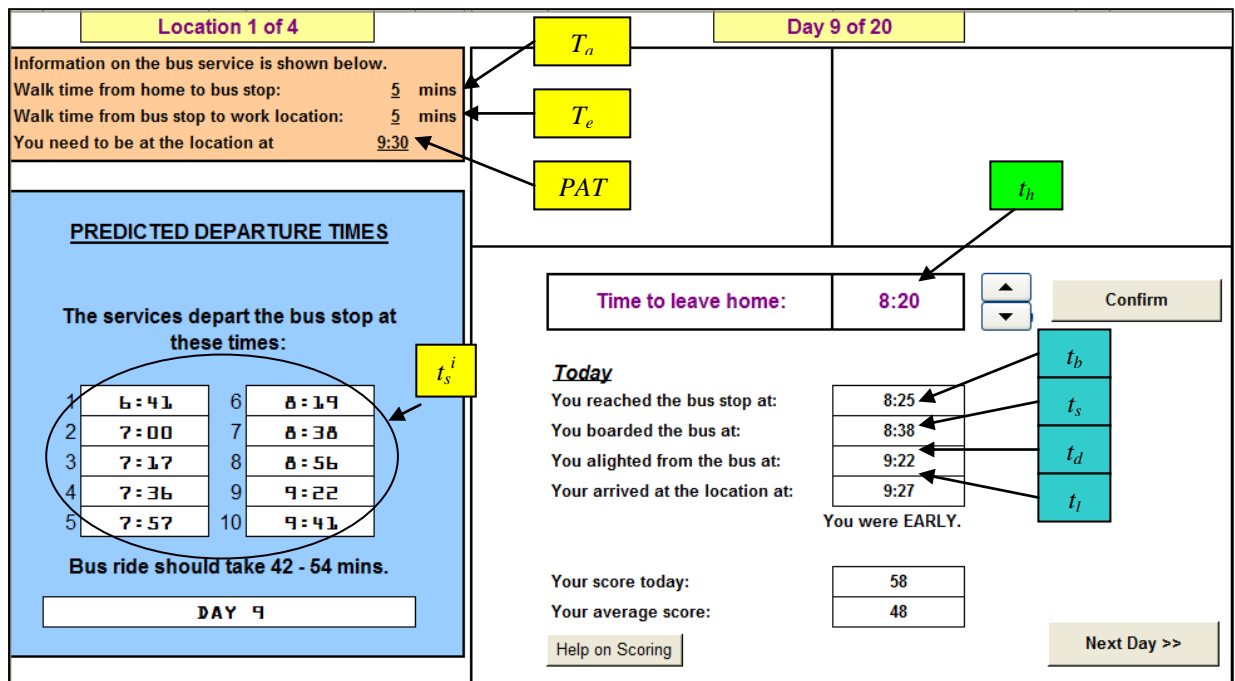 Location 1 of 4
Day 9 of 20
Information on the bus service is shown below.
Walk time from home to bus stop: 5 mins
Walk time from bus stop to work location: 5 mins
You need to be at the location at 9:30
Ta
Te
PAT
th
PREDICTED DEPARTURE TIMES
The services depart the bus stop at
these times:
ts i
1 6:41 6 8:19
2 7:00 7 8:38
3 7:17 8 8:56
4 7:36 9 9:22
5 7:57 10 9:41
Bus ride should take 42 - 54 mins.
DAY 9
Time to leave home: 8:20
Confirm
Today
You reached the bus stop at: 8:25
You boarded the bus at: 8:38
You alighted from the bus at: 9:22
Your arrived at the location at: 9:27
You were EARLY.
tb
ts
td
tl
Your score today: 58
Your average score: 48
Help on Scoring
Next Day >>